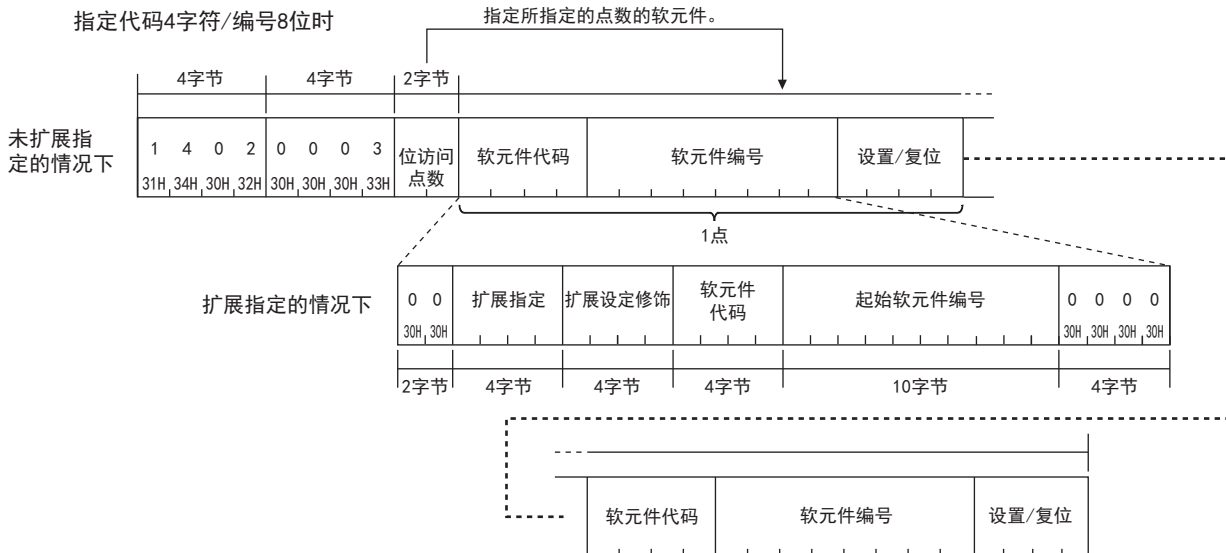 指定代码4字符/编号8位时
指定所指定的点数的软元件。
4字节 4字节 2字节
未扩展指定的情况下
1 4 0 2 0 0 0 3
31H 34H 30H 32H 30H 30H 30H 33H
位访问点数
软元件代码
软元件编号
设置/复位
1点
扩展指定的情况下
0 0
30H 30H
扩展指定
扩展设定修饰
软元件代码
起始软元件编号
0 0 0 0
30H 30H 30H 30H
2字节 4字节 4字节 4字节 10字节 4字节
软元件代码 软元件编号 设置/复位